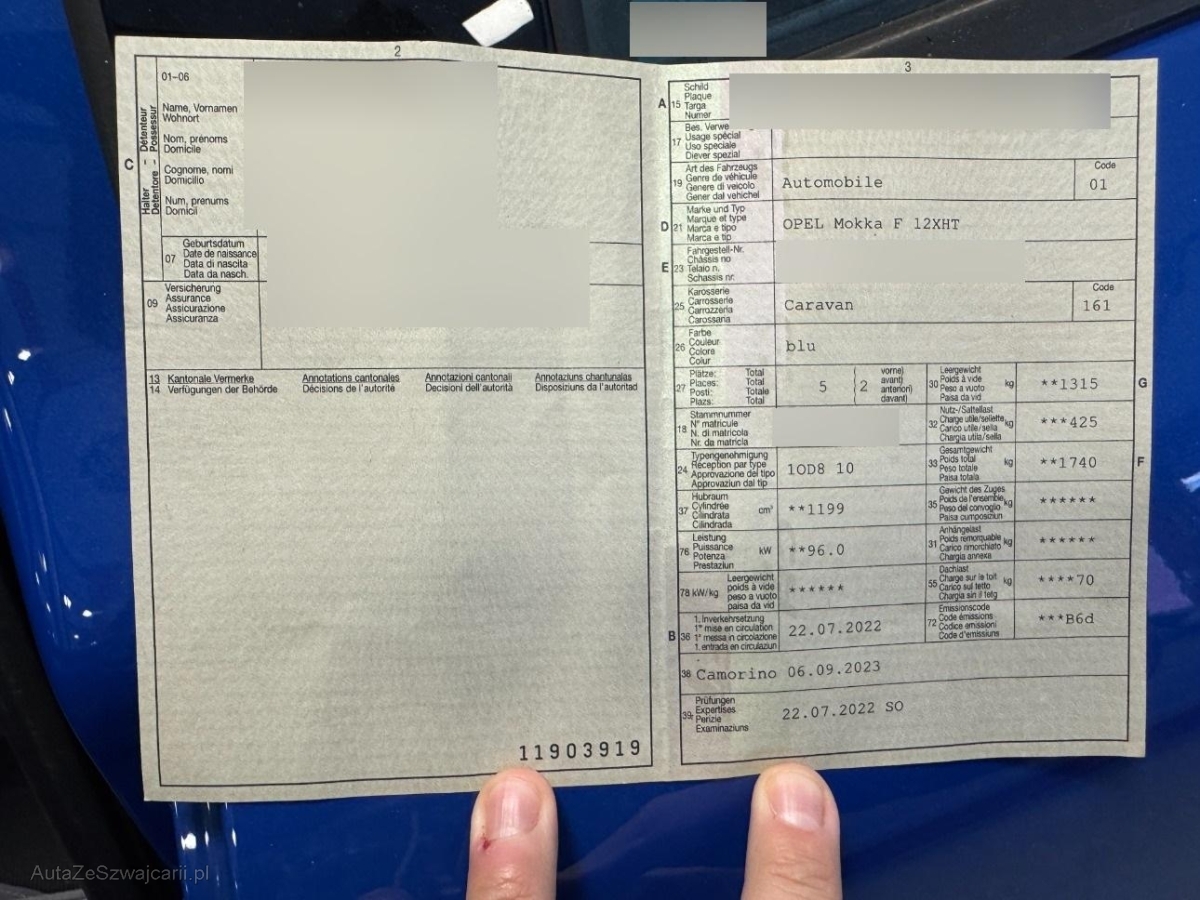 2
01-06
Halter - Détenteur
Detentore - Possessur
C
Name, Vornamen
Wohnort
Nom, prénoms
Domicile
Cognome, nomi
Domicilio
Num, prenums
Domicil
07
Geburtsdatum
Date de naissance
Data di nascita
Data da nasch.
09
Versicherung
Assurance
Assicurazione
Assicuranza
13 Kantonale Vermerke Annotations cantonales Annotazioni cantonali Annotaziuns chantunalas
14 Verfügungen der Behörde Décisions de l'autorité Decisioni dell'autorità Disposiziuns da l'autoritad
11903919
3
A 15
Schild
Plaque
Targa
Numer
17
Bes. Verwe
Usage spécial
Uso speciale
Diever spezial
19
Art des Fahrzeugs
Genre de véhicule
Genere di veicolo
Gener dal vehichel
Automobile
Code
01
D 21
Marke und Typ
Marque et type
Marca e tipo
Marca e tip
OPEL Mokka F 12XHT
E 23
Fahrgestell-Nr.
Châssis no
Telaio n.
Schassis nr.
25
Karosserie
Carrosserie
Carrozzeria
Carossaria
Caravan
Code
161
26
Farbe
Couleur
Colore
Colur
blu
27
Plätze: Total
Places: Total
Posti: Totale
Plazs: Total
5 ( 2
vorne)
avant)
anteriori)
davant)
30
Leergewicht
Poids à vide
Peso a vuoto
Paisa da vid
kg
**1315
G
18
Stammnummer
N° matricule
N. di matricola
Nr. da matricla
32
Nutz-/Sattellast
Charge utile/sellette
Carico utile/sella
Chargia utila/sella
kg
***425
24
Typengenehmigung
Réception par type
Approvazione del tipo
Approvaziun dal tip
1OD8 10
33
Gesamtgewicht
Poids total
Peso totale
Paisa totala
kg
**1740
F
37
Hubraum
Cylindrée
Cilindrata
Cilindrada
cm³
**1199
35
Gewicht des Zuges
Poids de l'ensemble
Peso del convoglio
Paisa cumposiziun
kg
******
76
Leistung
Puissance
Potenza
Prestaziun
kW
**96.0
31
Anhängelast
Poids remorquable
Carico rimorchiato
Chargia annexa
kg
******
78 kW/kg
Leergewicht
poids à vide
peso a vuoto
paisa da vid
******
55
Dachlast
Charge sur le toit
Carico sul tetto
Chargia sin il tetg
kg
****70
B 36
1. Inverkehrsetzung
1re mise en circulation
1a messa in circolazione
1. entrada en circulaziun
22.07.2022
72
Emissionscode
Code émissions
Codice emissioni
Code d'emissiuns
***B6d
38 Camorino 06.09.2023
39
Prüfungen
Expertises
Perizie
Examinaziuns
22.07.2022 SO
AutaZeSzwajcarii.pl